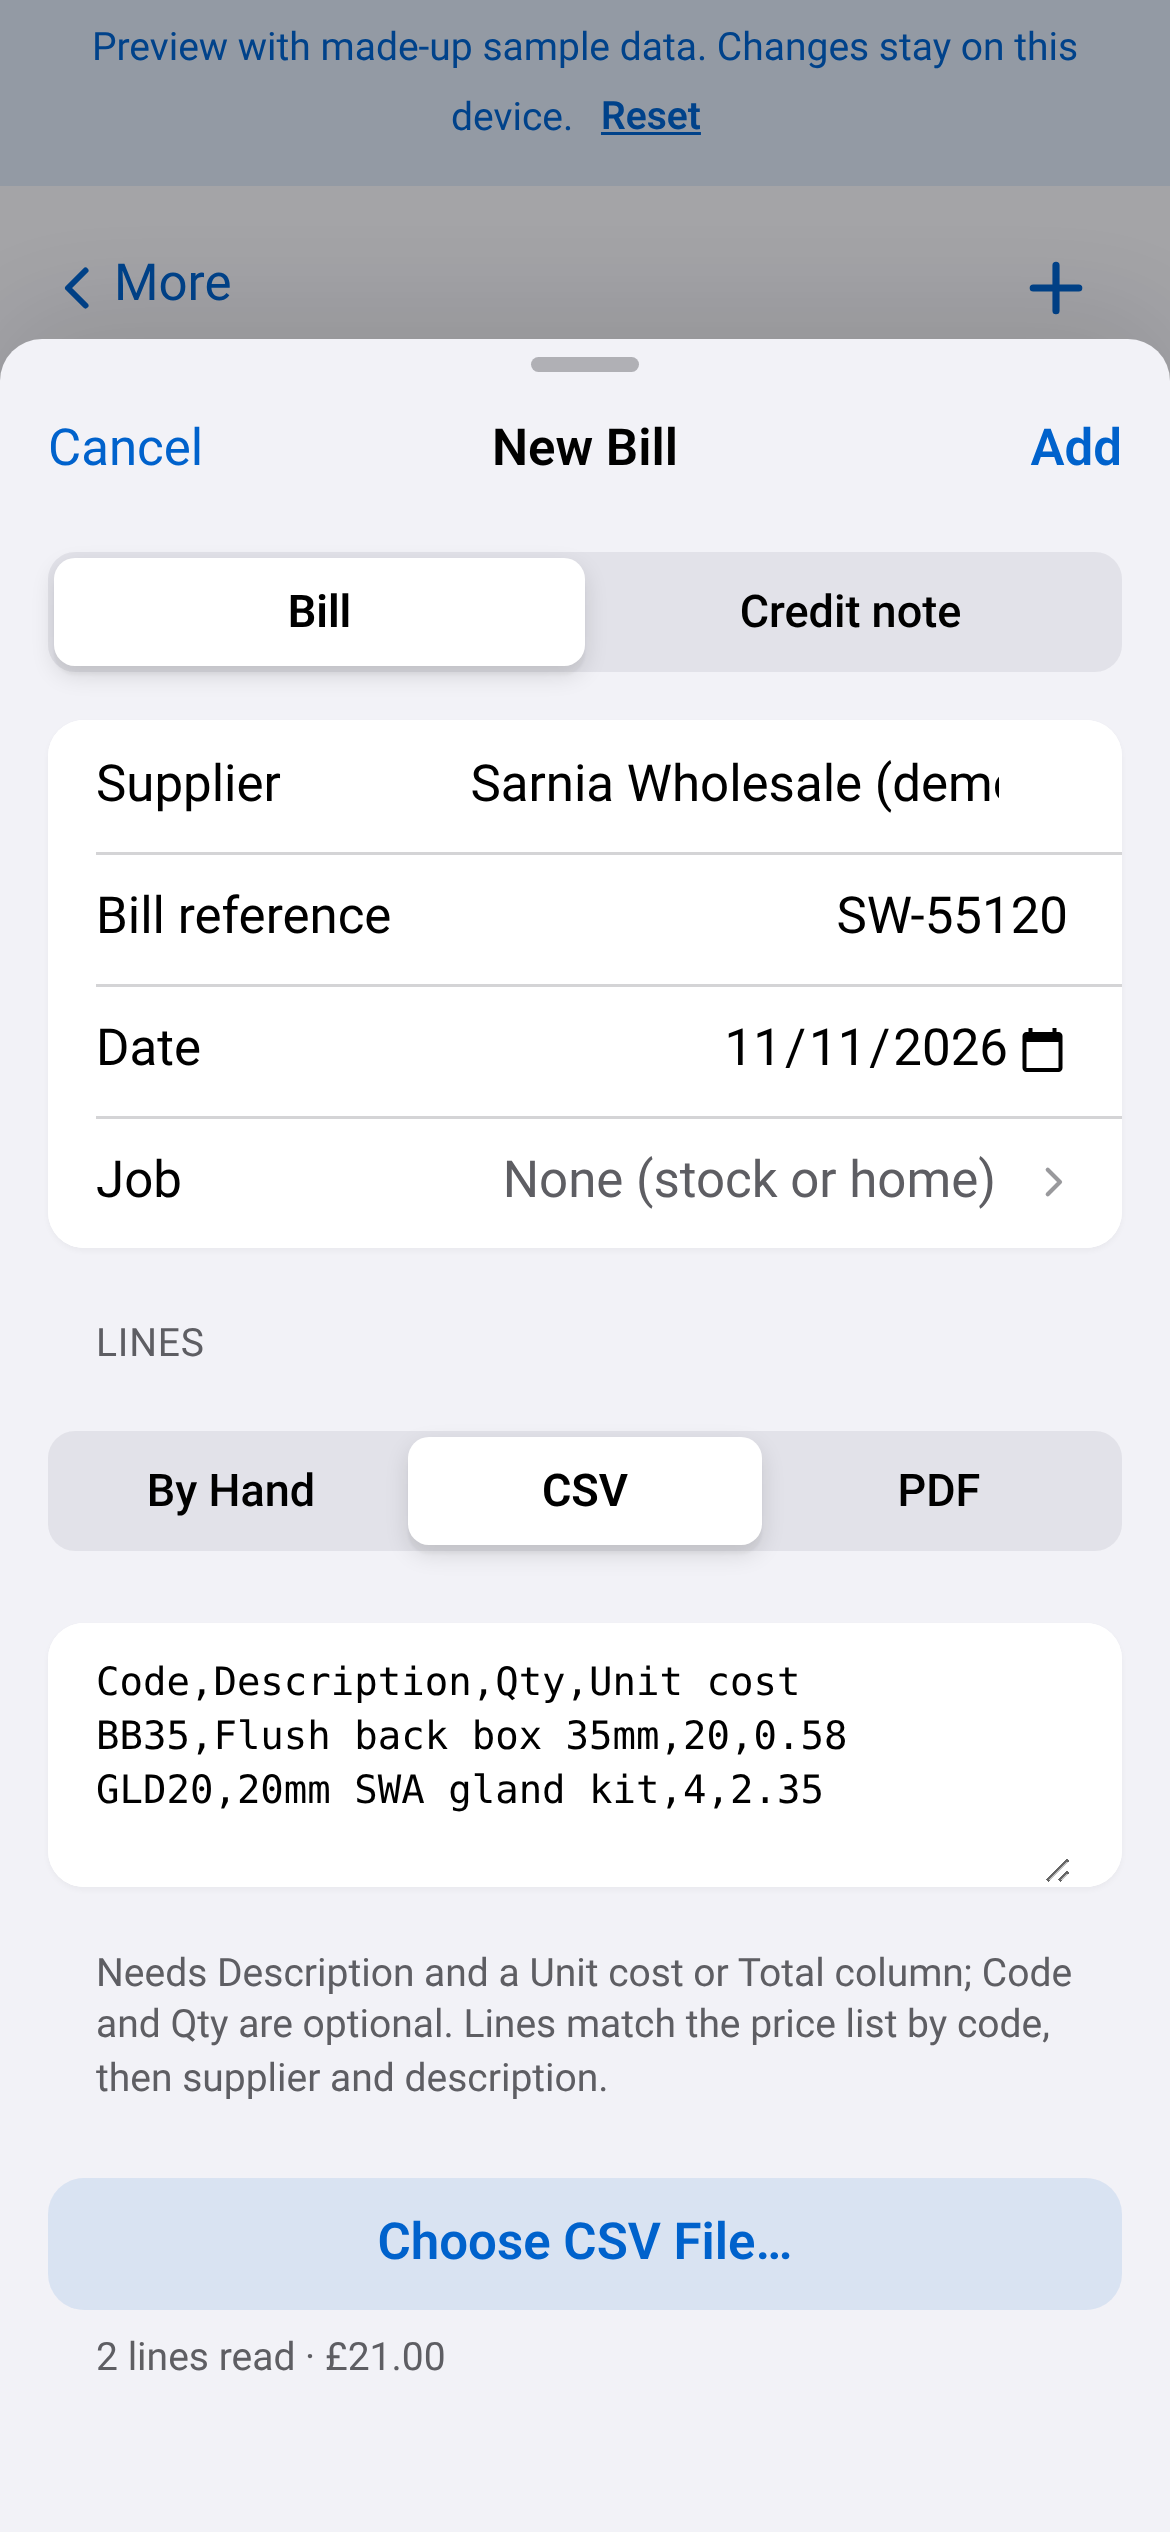 Preview with made-up sample data. Changes stay on this
device. Reset
More
Cancel New Bill Add
Bill Credit note
Supplier Sarnia Wholesale (dem
Bill reference SW-55120
Date 11/11/2026
Job None (stock or home)
LINES
By Hand CSV PDF
Code,Description,Qty,Unit cost
BB35,Flush back box 35mm,20,0.58
GLD20,20mm SWA gland kit,4,2.35
Needs Description and a Unit cost or Total column; Code
and Qty are optional. Lines match the price list by code,
then supplier and description.
Choose CSV File…
2 lines read · £21.00